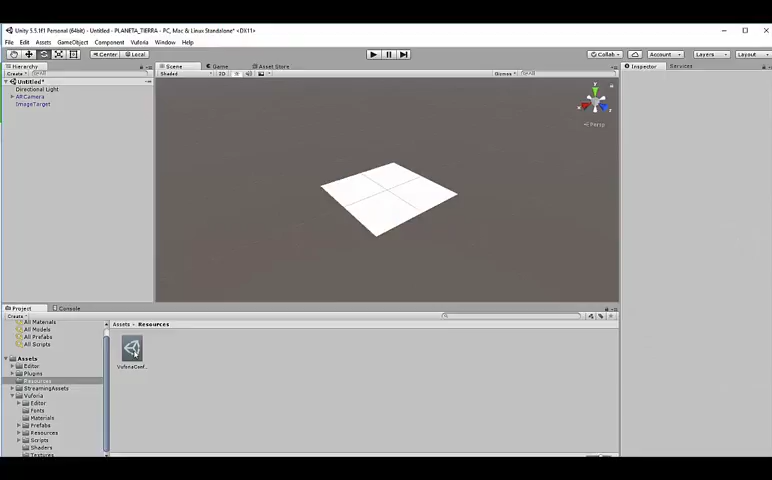 Unity 5.5.1f1 Personal (64bit) - Untitled - PLANETA_TIERRA - PC, Mac & Linux Standalone* <DX11>
File Edit Assets GameObject Component Vuforia Window Help
Center Local
Collab Account Layers Layout
Hierarchy
Create
Untitled*
Directional Light
ARCamera
ImageTarget
Scene Game Asset Store
Shaded 2D Gizmos
y
x z
Persp
Inspector Services
Project Console
Create
All Materials
All Models
All Prefabs
All Scripts
Assets
Editor
Plugins
Resources
StreamingAssets
Vuforia
Editor
Fonts
Materials
Prefabs
Resources
Scripts
Shaders
Textures
Assets Resources
VuforiaConf...